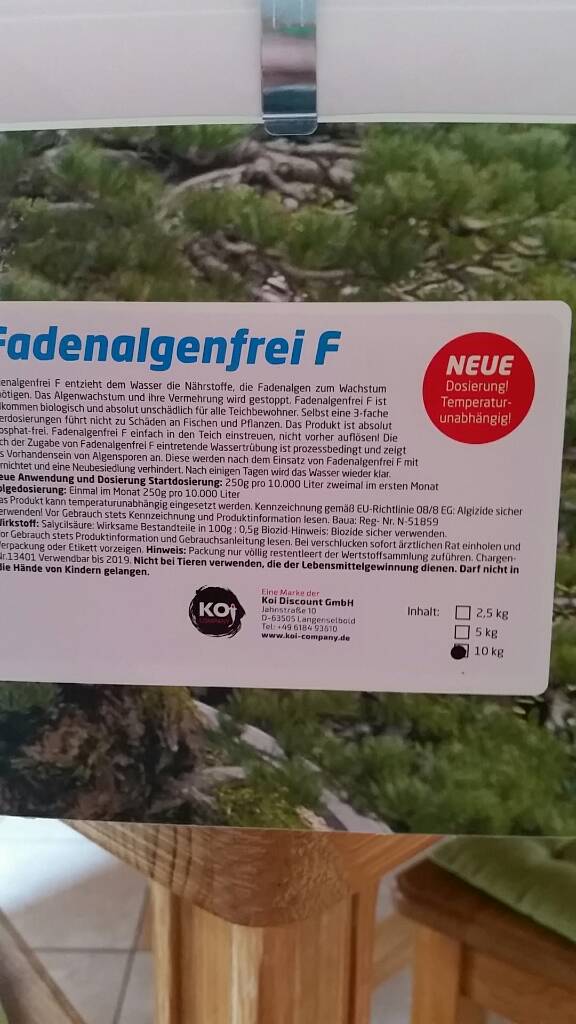 Fadenalgenfrei F
NEUE
Dosierung!
Temperatur-
unabhängig!
enalgenfrei F entzieht dem Wasser die Nährstoffe, die Fadenalgen zum Wachstum
ötigen. Das Algenwachstum und ihre Vermehrung wird gestoppt. Fadenalgenfrei F ist
lkommen biologisch und absolut unschädlich für alle Teichbewohner. Selbst eine 3-fache
erdosierungen führt nicht zu Schäden an Fischen und Pflanzen. Das Produkt ist absolut
osphat-frei. Fadenalgenfrei F einfach in den Teich einstreuen, nicht vorher auflösen! Die
ch der Zugabe von Fadenalgenfrei F eintretende Wassertrübung ist prozessbedingt und zeigt
s Vorhandensein von Algensporen an. Diese werden nach dem Einsatz von Fadenalgenfrei F mit
rnichtet und eine Neubesiedlung verhindert. Nach einigen Tagen wird das Wasser wieder klar.
eue Anwendung und Dosierung Startdosierung: 250g pro 10.000 Liter zweimal im ersten Monat
olgedosierung: Einmal im Monat 250g pro 10.000 Liter
as Produkt kann temperaturunabhängig eingesetzt werden. Kennzeichnung gemäß EU-Richtlinie 08/8 EG: Algizide sicher
erwenden! Vor Gebrauch stets Kennzeichnung und Produktinformation lesen. Baua: Reg- Nr. N-51859
Wirkstoff: Salycilsäure: Wirksame Bestandteile in 100g : 0,5g Biozid-Hinweis: Biozide sicher verwenden.
or Gebrauch stets Produktinformation und Gebrauchsanleitung lesen. Bei verschlucken sofort ärztlichen Rat einholen und
erpackung oder Etikett vorzeigen. Hinweis: Packung nur völlig restentleert der Wertstoffsammlung zuführen. Chargen-
Nr.13401 Verwendbar bis 2019. Nicht bei Tieren verwenden, die der Lebensmittelgewinnung dienen. Darf nicht in
die Hände von Kindern gelangen.
KOi
COMPANY
Eine Marke der
Koi Discount GmbH
Jahnstraße 10
D-63505 Langenselbold
Tel.: +49 6184 93610
www.koi-company.de
Inhalt: 2,5 kg
5 kg
10 kg